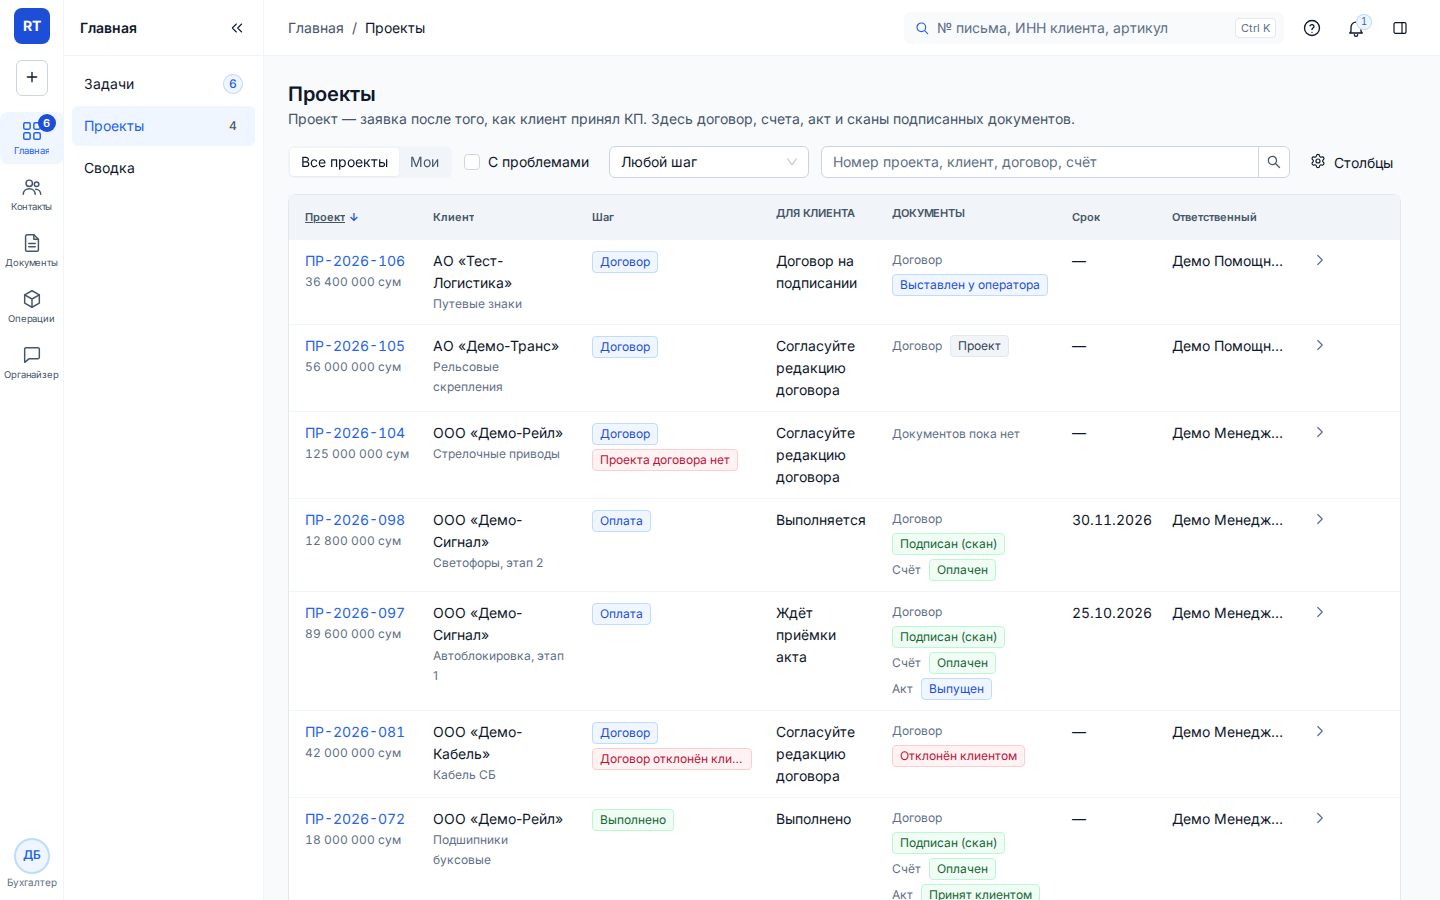 RT
Главная
Главная / Проекты
№ письма, ИНН клиента, артикул
Ctrl K
1
+
6
Главная
Контакты
Документы
Операции
Органайзер
ДБ
Бухгалтер
Задачи 6
Проекты 4
Сводка
Проекты
Проект — заявка после того, как клиент принял КП. Здесь договор, счета, акт и сканы подписанных документов.
Все проекты Мои С проблемами Любой шаг Номер проекта, клиент, договор, счёт Столбцы
Проект Клиент Шаг ДЛЯ КЛИЕНТА ДОКУМЕНТЫ Срок Ответственный
ПР-2026-106 АО «Тест- Договор Договор на Договор — Демо Помощн...
36 400 000 сум Логистика» подписании Выставлен у оператора
Путевые знаки
ПР-2026-105 АО «Демо-Транс» Договор Согласуйте Договор Проект — Демо Помощн...
56 000 000 сум Рельсовые редакцию
скрепления договора
ПР-2026-104 ООО «Демо-Рейл» Договор Согласуйте Документов пока нет — Демо Менедж...
125 000 000 сум Стрелочные приводы Проекта договора нет редакцию
договора
ПР-2026-098 ООО «Демо- Оплата Выполняется Договор 30.11.2026 Демо Менедж...
12 800 000 сум Сигнал» Подписан (скан)
Светофоры, этап 2 Счёт Оплачен
ПР-2026-097 ООО «Демо- Оплата Ждёт Договор 25.10.2026 Демо Менедж...
89 600 000 сум Сигнал» приёмки Подписан (скан)
Автоблокировка, этап акта Счёт Оплачен
1 Акт Выпущен
ПР-2026-081 ООО «Демо- Договор Согласуйте Договор — Демо Менедж...
42 000 000 сум Кабель» Договор отклонён кли... редакцию Отклонён клиентом
Кабель СБ договора
ПР-2026-072 ООО «Демо-Рейл» Выполнено Выполнено Договор — Демо Менедж...
18 000 000 сум Подшипники Подписан (скан)
буксовые Счёт Оплачен
Акт Принят клиентом